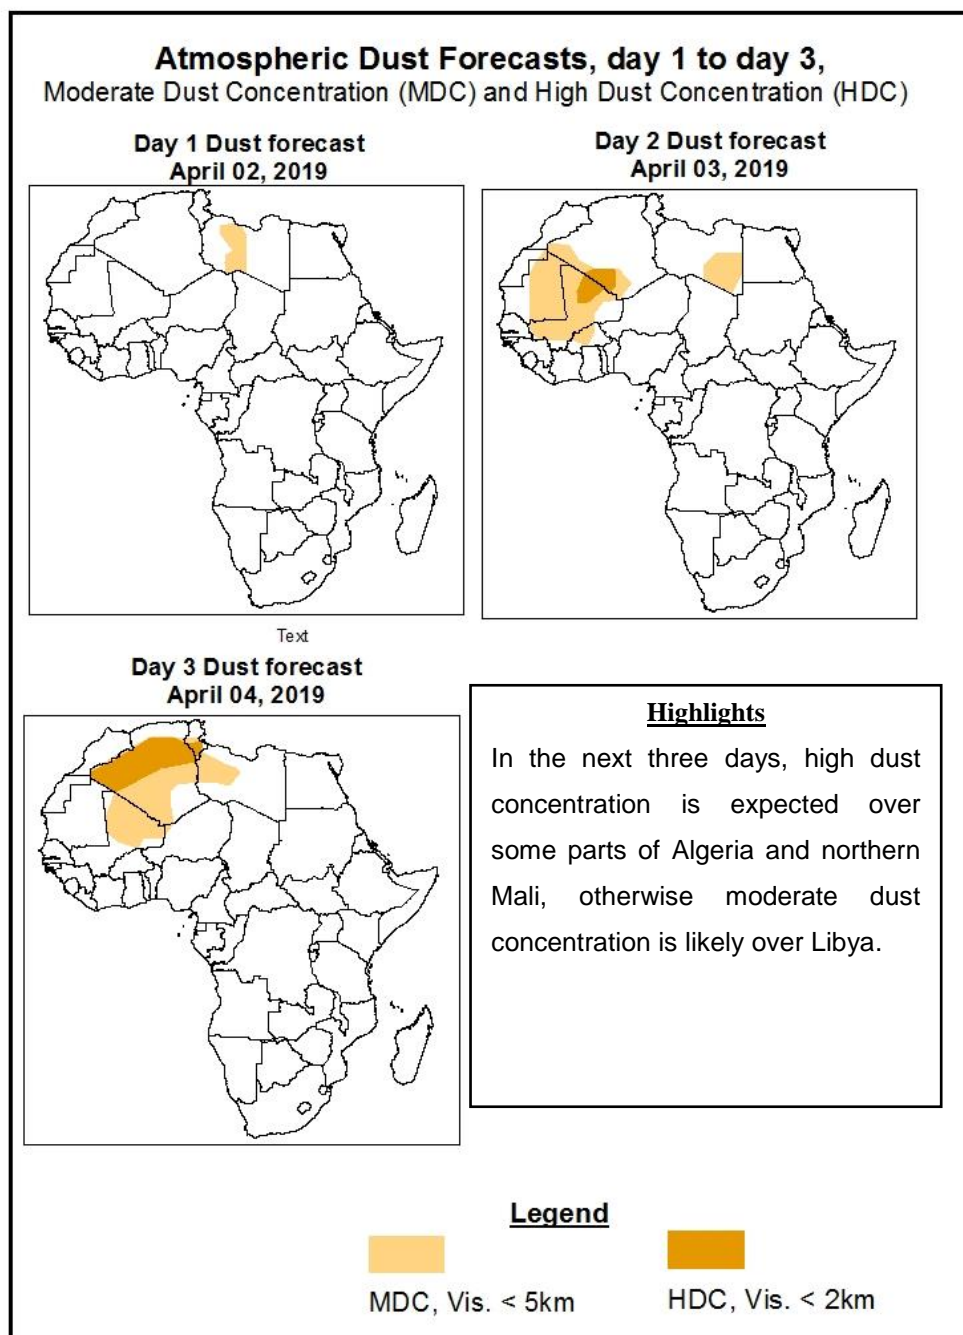 Atmospheric Dust Forecasts, day 1 to day 3,
Moderate Dust Concentration (MDC) and High Dust Concentration (HDC)
Day 1 Dust forecast
April 02, 2019
Day 2 Dust forecast
April 03, 2019
Text
Day 3 Dust forecast
April 04, 2019
Highlights
In the next three days, high dust
concentration is expected over
some parts of Algeria and northern
Mali, otherwise moderate dust
concentration is likely over Libya.
Legend
MDC, Vis. < 5km
HDC, Vis. < 2km